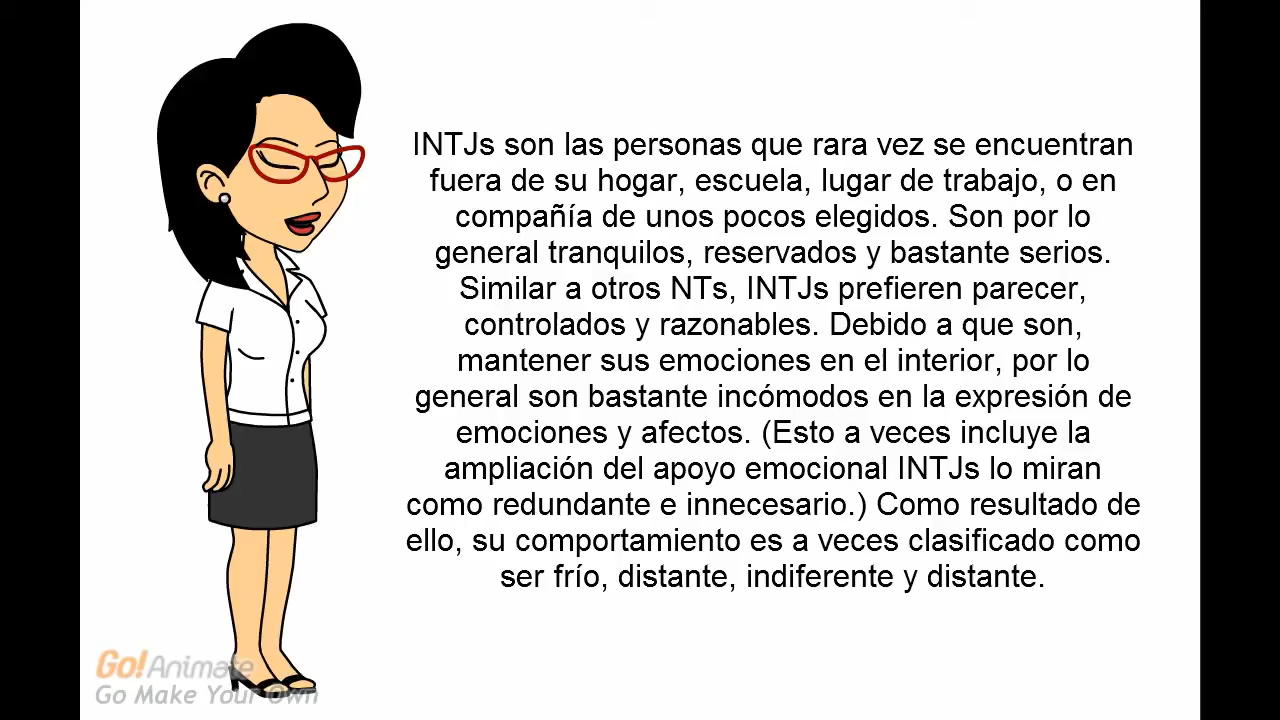 INTJs son las personas que rara vez se encuentran
fuera de su hogar, escuela, lugar de trabajo, o en
compañía de unos pocos elegidos. Son por lo
general tranquilos, reservados y bastante serios.
Similar a otros NTs, INTJs prefieren parecer,
controlados y razonables. Debido a que son,
mantener sus emociones en el interior, por lo
general son bastante incómodos en la expresión de
emociones y afectos. (Esto a veces incluye la
ampliación del apoyo emocional INTJs lo miran
como redundante e innecesario.) Como resultado de
ello, su comportamiento es a veces clasificado como
ser frío, distante, indiferente y distante.
Go!Animate
Go Make Your Own